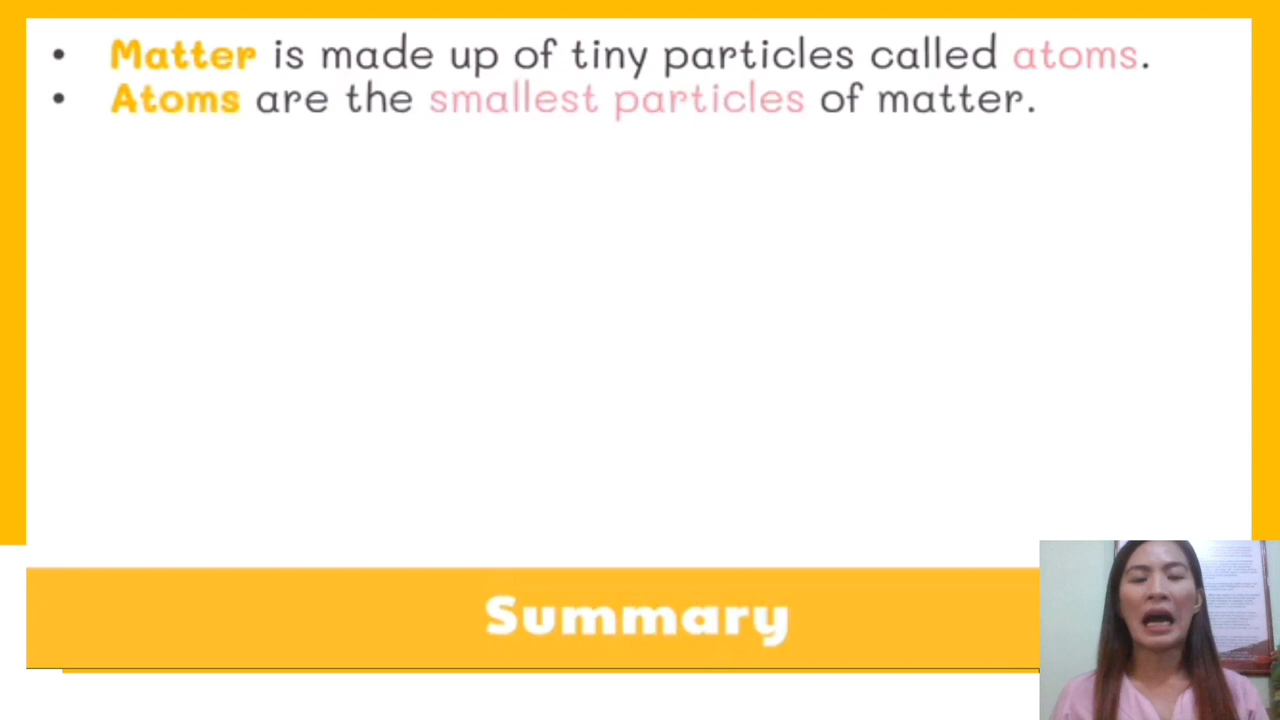 • Matter is made up of tiny particles called atoms.
• Atoms are the smallest particles of matter.
Summary